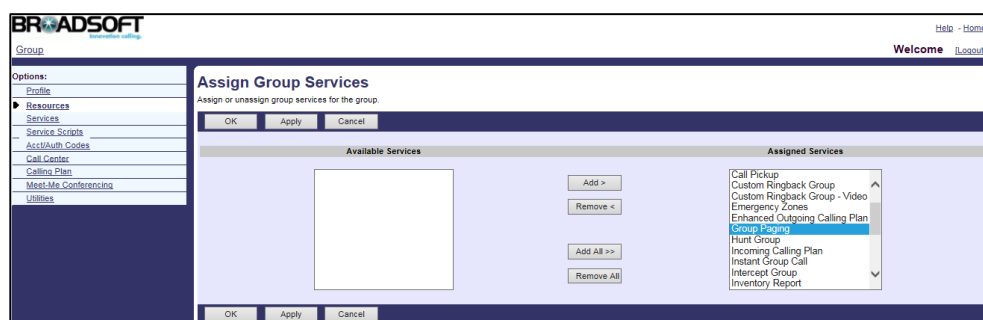 BROADSOFT
innovation calling.
Help - Home
Group
Welcome [Logout
Options:
Profile
Resources
Services
Service Scripts
Acct/Auth Codes
Call Center
Calling Plan
Meet-Me Conferencing
Utilities
Assign Group Services
Assign or unassign group services for the group.
OK Apply Cancel
Available Services Assigned Services
Add >
Remove <
Add All >>
Remove All
Call Pickup
Custom Ringback Group
Custom Ringback Group - Video
Emergency Zones
Enhanced Outgoing Calling Plan
Group Paging
Hunt Group
Incoming Calling Plan
Instant Group Call
Intercept Group
Inventory Report
OK Apply Cancel